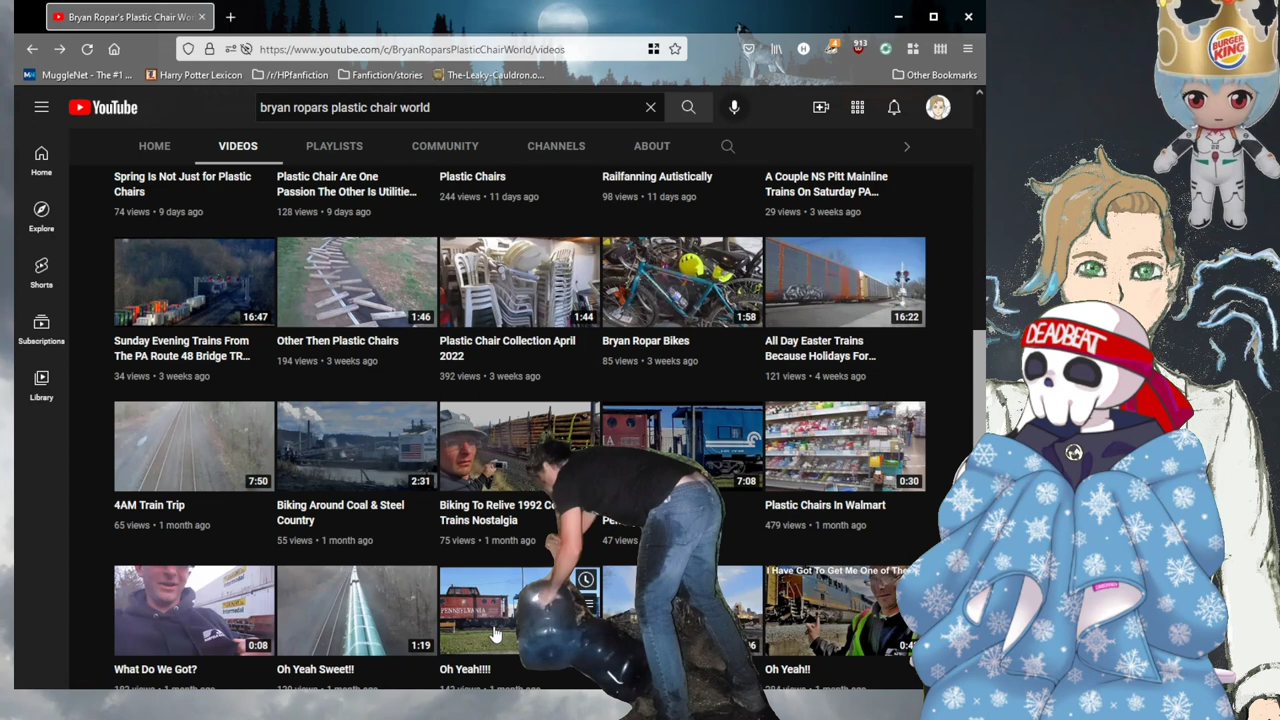 Bryan Ropar's Plastic Chair Wor
https://www.youtube.com/c/BryanRoparsPlasticChairWorld/videos
4
913
MuggleNet - The #1 ...
Harry Potter Lexicon
/r/HPfanfiction
Fanfiction/stories
The-Leaky-Cauldron.o...
Other Bookmarks
YouTube
bryan ropars plastic chair world
HOME
VIDEOS
PLAYLISTS
COMMUNITY
CHANNELS
ABOUT
Home
Explore
Shorts
Subscriptions
Library
Spring Is Not Just for Plastic
Chairs
74 views • 9 days ago
Plastic Chair Are One
Passion The Other Is Utilitie...
128 views • 9 days ago
Plastic Chairs
244 views • 11 days ago
Railfanning Autistically
98 views • 11 days ago
A Couple NS Pitt Mainline
Trains On Saturday PA...
29 views • 3 weeks ago
16:47
Sunday Evening Trains From
The PA Route 48 Bridge TR...
34 views • 3 weeks ago
1:46
Other Then Plastic Chairs
194 views • 3 weeks ago
1:44
Plastic Chair Collection April
2022
392 views • 3 weeks ago
1:58
Bryan Ropar Bikes
85 views • 3 weeks ago
16:22
All Day Easter Trains
Because Holidays For...
121 views • 4 weeks ago
7:50
4AM Train Trip
65 views • 1 month ago
2:31
Biking Around Coal & Steel
Country
55 views • 1 month ago
Biking To Relive 1992 Co
Trains Nostalgia
75 views • 1 month ago
7:08
47 views
0:30
Plastic Chairs In Walmart
479 views • 1 month ago
0:08
What Do We Got?
1:19
Oh Yeah Sweet!!
PENNSYLVANIA
Oh Yeah!!!!
I Have Got To Get Me One of The
Oh Yeah!!
BURGER
KING
DEADBEAT